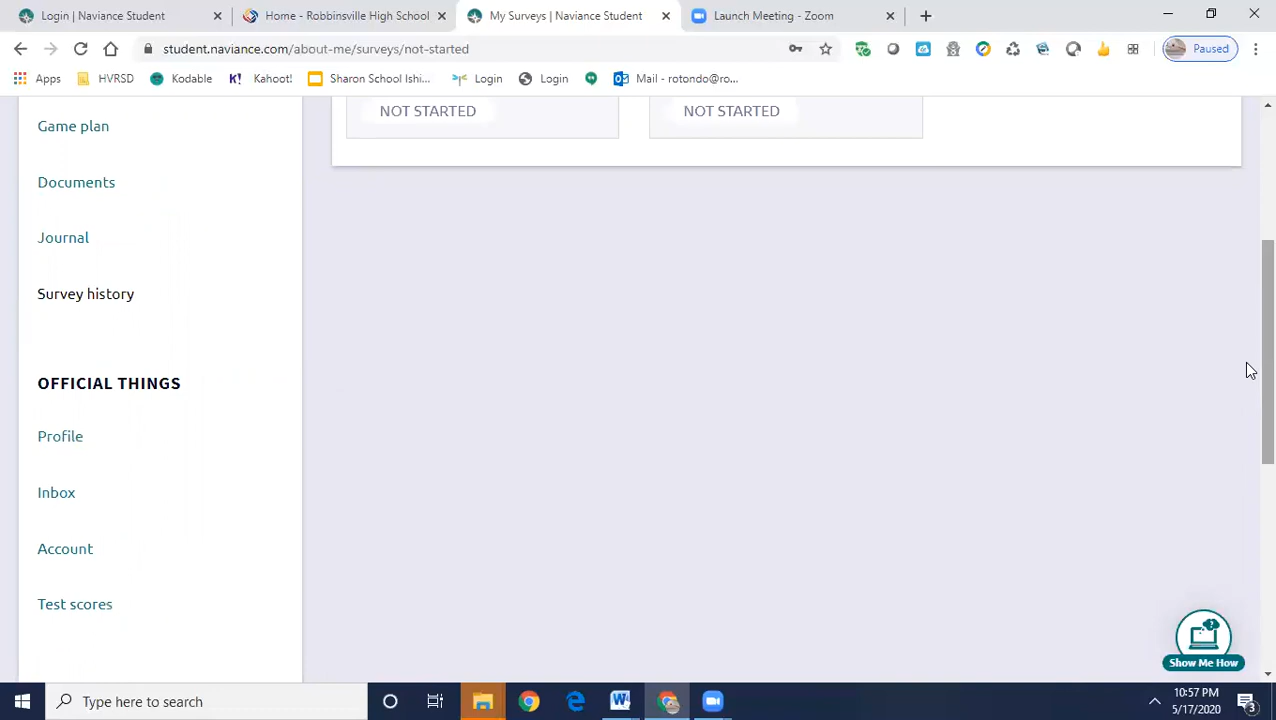 Login | Naviance Student
Home - Robbinsville High School
My Surveys | Naviance Student
Launch Meeting - Zoom
student.naviance.com/about-me/surveys/not-started
Paused
Apps
HVRSD
Kodable
K!
Kahoot!
Sharon School Ishi...
Login
Login
Mail - rotondo@ro...
NOT STARTED
NOT STARTED
Game plan
Documents
Journal
Survey history
OFFICIAL THINGS
Profile
Inbox
Account
Test scores
Show Me How
Type here to search
10:57 PM
5/17/2020
3